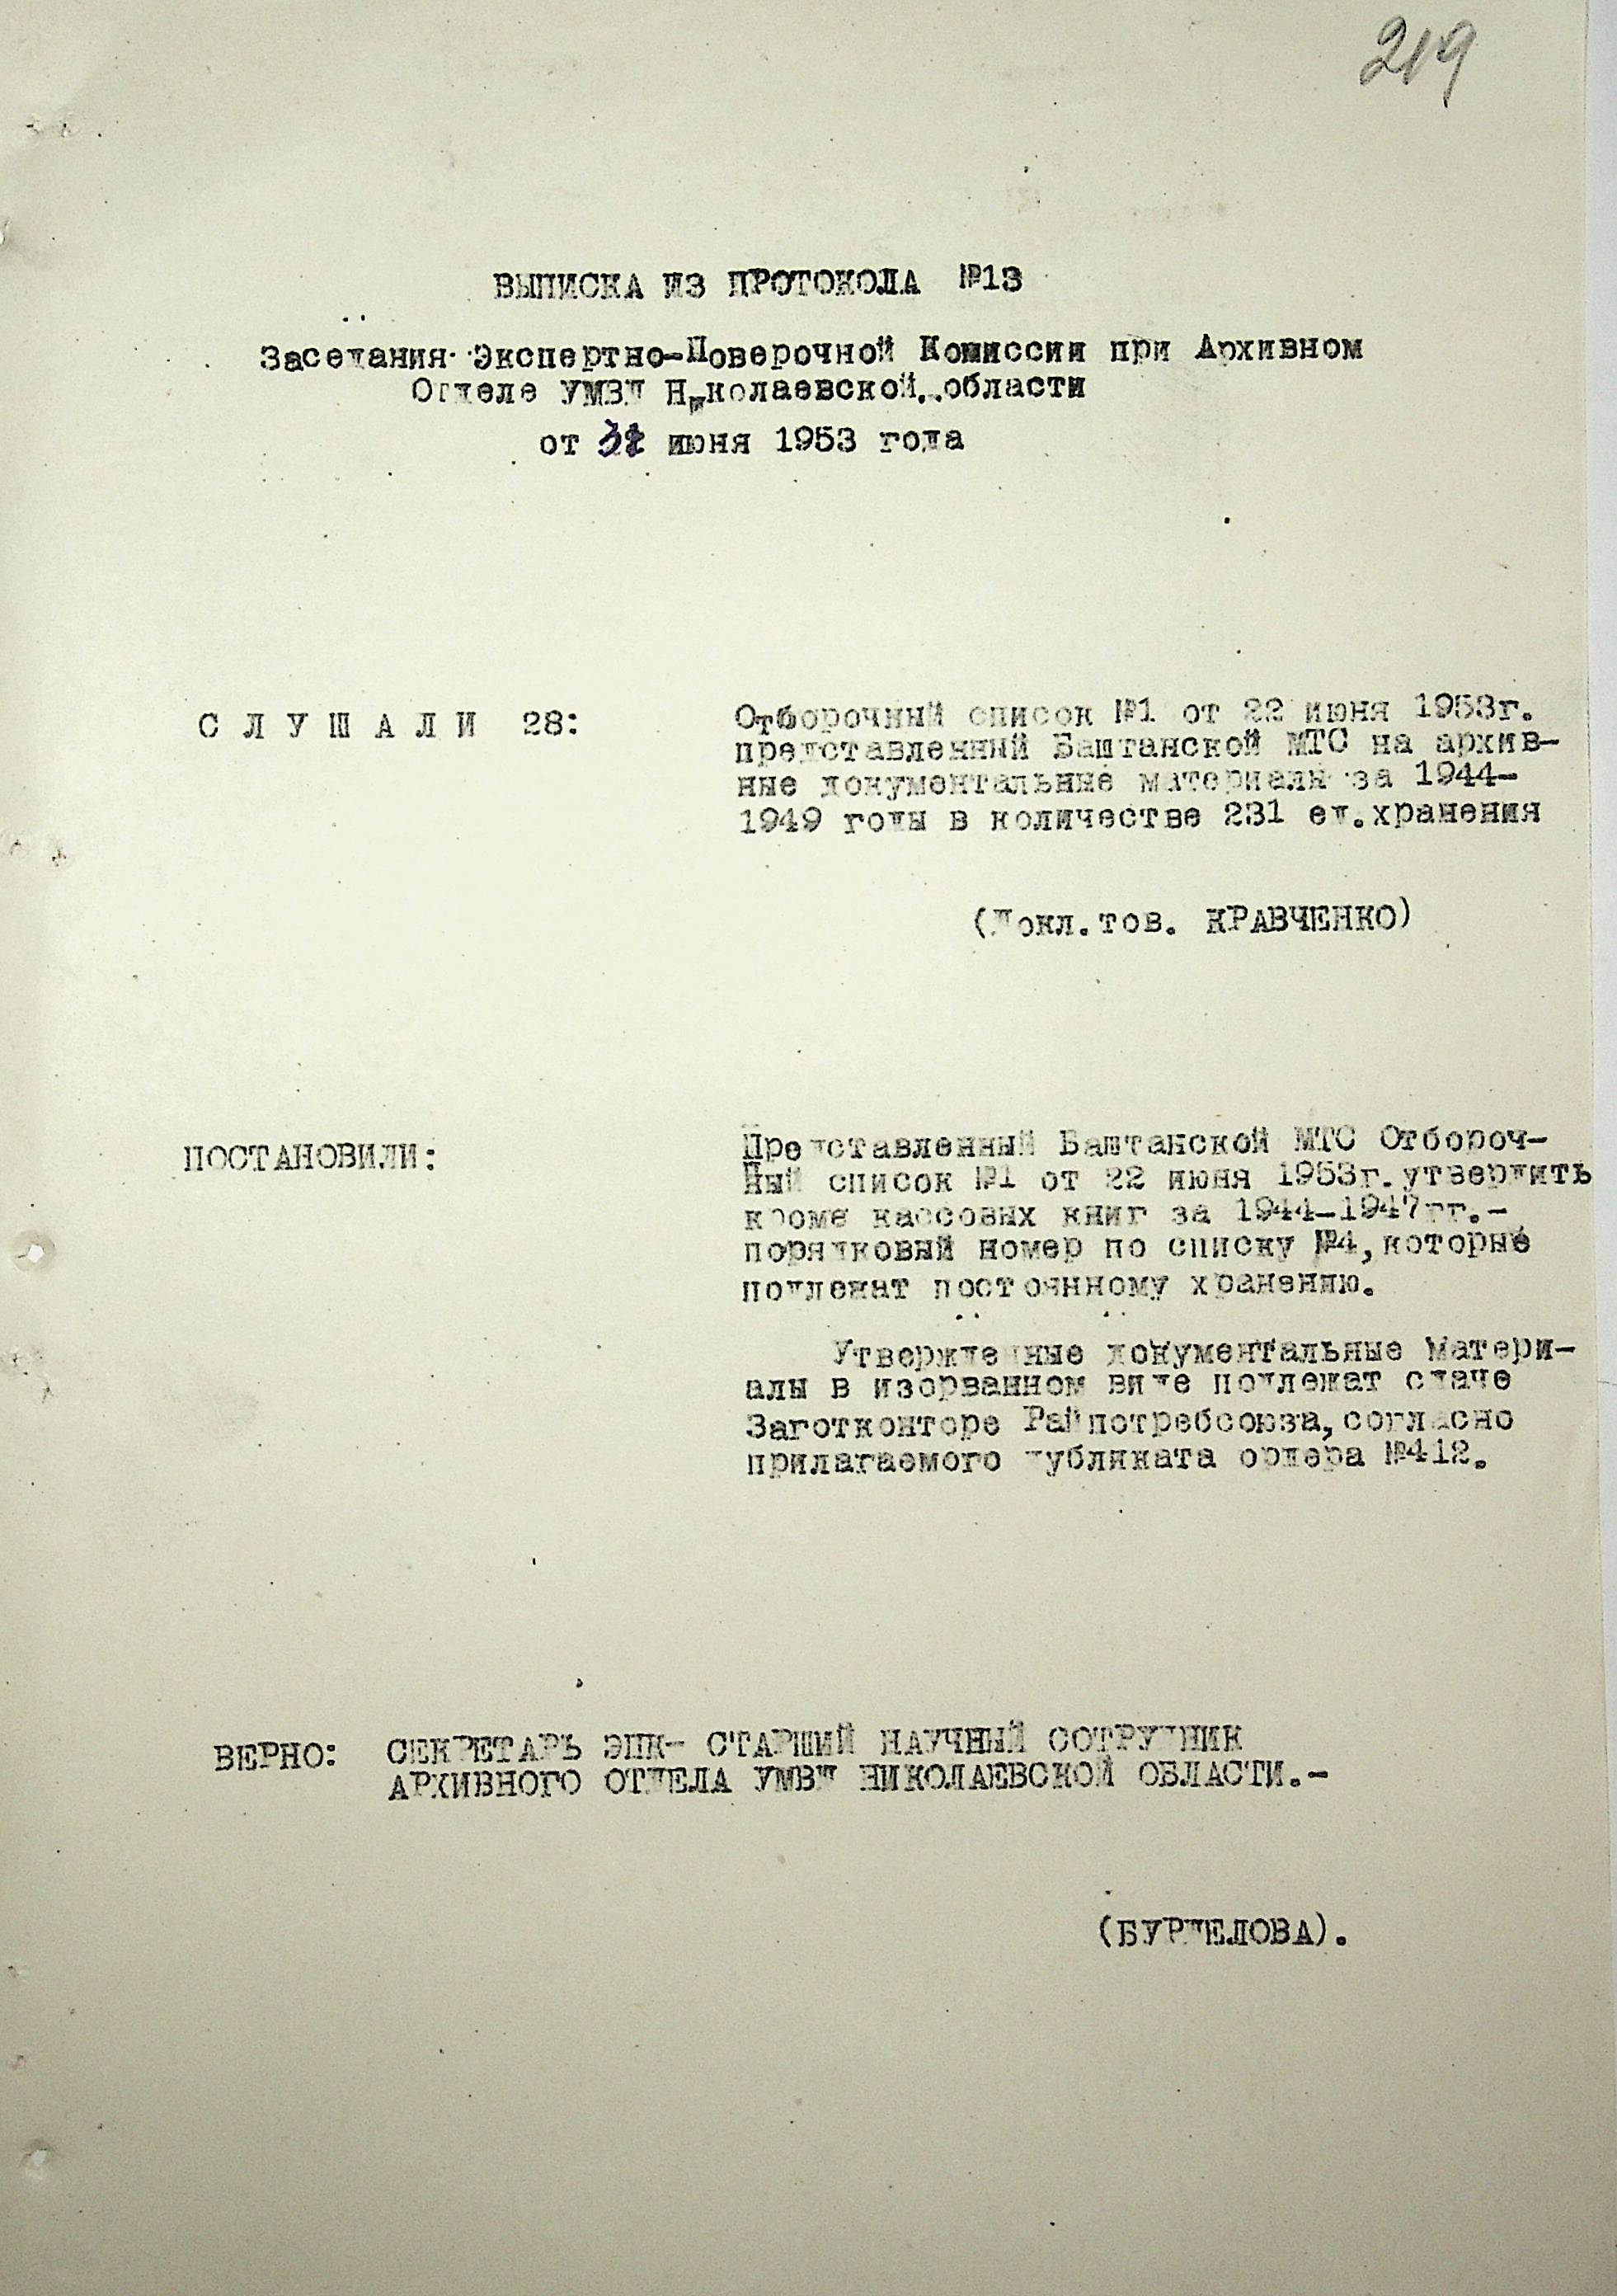 219
ВЫПИСКА ИЗ ПРОТОКОЛА №13
Заседания Экспертно-Поверочной Комиссии при Архивном
Отделе УМВД Николаевской области
от июня 1953 года
С Л У Ш А Л И 28:
Отборочный список №1 от 22 июня 1953г.
представленный Баштанской МТС на архив-
ные документальные материалы за 1944-
1949 годы в количестве 231 ед.хранения
(Докл.тов. КРАВЧЕНКО)
ПОСТАНОВИЛИ:
Представленный Баштанской МТС Отбороч-
Ный список №1 от 22 июня 1953г.утвердить
кроме кассовых книг за 1944-1947гг.-
порядковый номер по списку №4,которые
подлежат постоянному хранению.
Утвержденные документальные матери-
алы в изорванном виде подлежат сдаче
Заготконторе Райпотребсоюза,согласно
прилагаемого дубликата ордера №412.
ВЕРНО: СЕКРЕТАРЬ ЭПК- СТАРШИЙ НАУЧНЫЙ СОТРУДНИК
АРХИВНОГО ОТДЕЛА УМВД НИКОЛАЕВСКОЙ ОБЛАСТИ.-
(БУРДЕЛОВА).